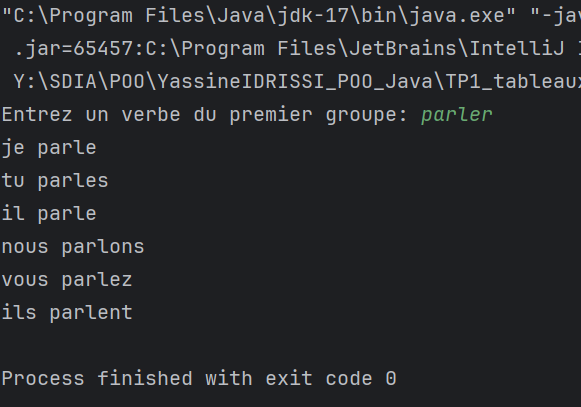 "C:\Program Files\Java\jdk-17\bin\java.exe" "-jav
.jar=65457:C:\Program Files\JetBrains\IntelliJ I
Y:\SDIA\POO\YassineIDRISSI_POO_Java\TP1_tableaux
Entrez un verbe du premier groupe: parler
je parle
tu parles
il parle
nous parlons
vous parlez
ils parlent
Process finished with exit code 0